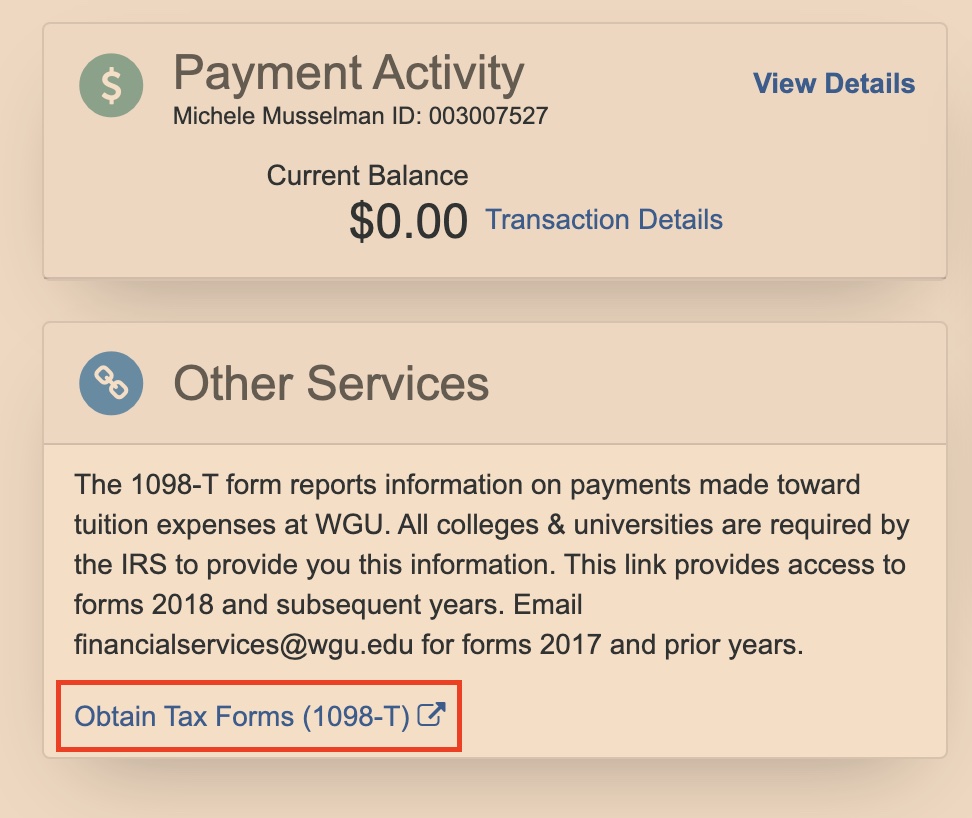 Payment Activity
View Details
Michele Musselman ID: 003007527
Current Balance
$0.00 Transaction Details
Other Services
The 1098-T form reports information on payments made toward
tuition expenses at WGU. All colleges & universities are required by
the IRS to provide you this information. This link provides access to
forms 2018 and subsequent years. Email
financialservices@wgu.edu for forms 2017 and prior years.
Obtain Tax Forms (1098-T)